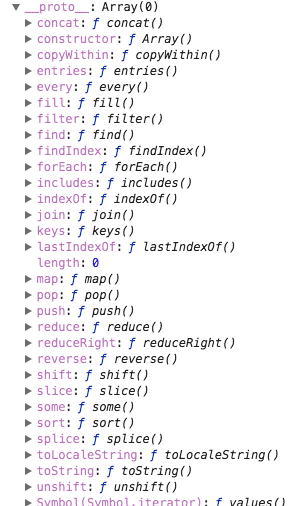 __proto__: Array(0)
concat: ƒ concat()
constructor: ƒ Array()
copyWithin: ƒ copyWithin()
entries: ƒ entries()
every: ƒ every()
fill: ƒ fill()
filter: ƒ filter()
find: ƒ find()
findIndex: ƒ findIndex()
forEach: ƒ forEach()
includes: ƒ includes()
indexOf: ƒ indexOf()
join: ƒ join()
keys: ƒ keys()
lastIndexOf: ƒ lastIndexOf()
length: 0
map: ƒ map()
pop: ƒ pop()
push: ƒ push()
reduce: ƒ reduce()
reduceRight: ƒ reduceRight()
reverse: ƒ reverse()
shift: ƒ shift()
slice: ƒ slice()
some: ƒ some()
sort: ƒ sort()
splice: ƒ splice()
toLocaleString: ƒ toLocaleString()
toString: ƒ toString()
unshift: ƒ unshift()
Symbol(Symbol.iterator): ƒ values()